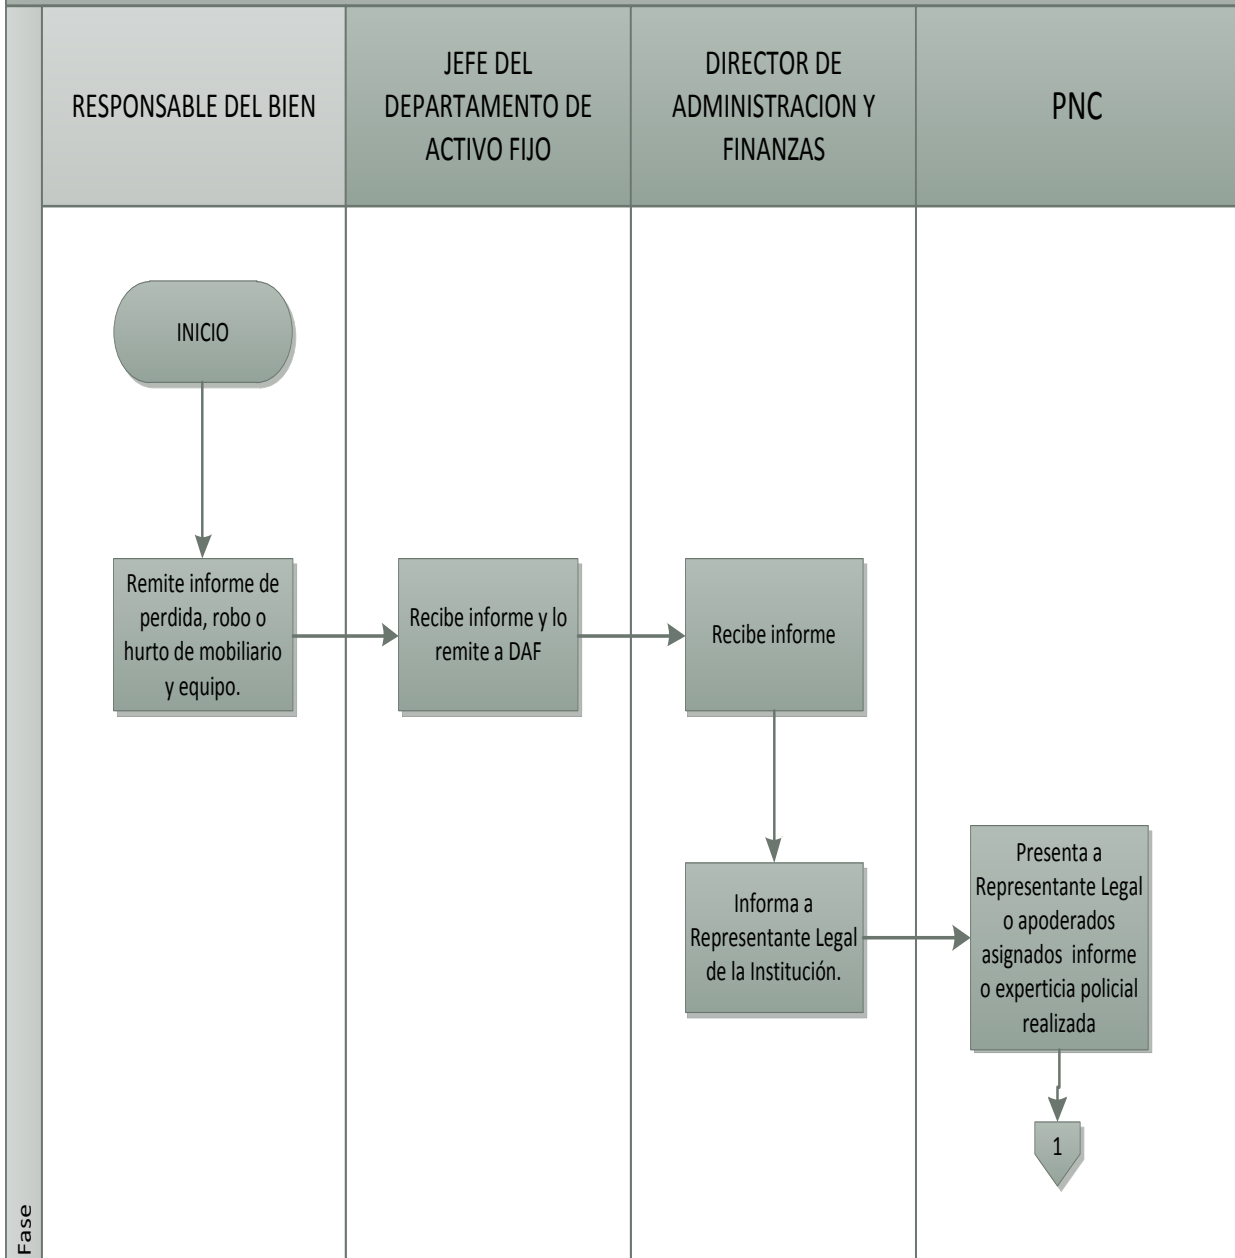 RESPONSABLE DEL BIEN
JEFE DEL
DEPARTAMENTO DE
ACTIVO FIJO
DIRECTOR DE
ADMINISTRACION Y
FINANZAS
PNC
INICIO
Remite informe de
perdida, robo o
hurto de mobiliario
y equipo.
Recibe informe y lo
remite a DAF
Recibe informe
Informa a
Representante Legal
de la Institución.
Presenta a
Representante Legal
o apoderados
asignados informe
o experticia policial
realizada
1
Fase